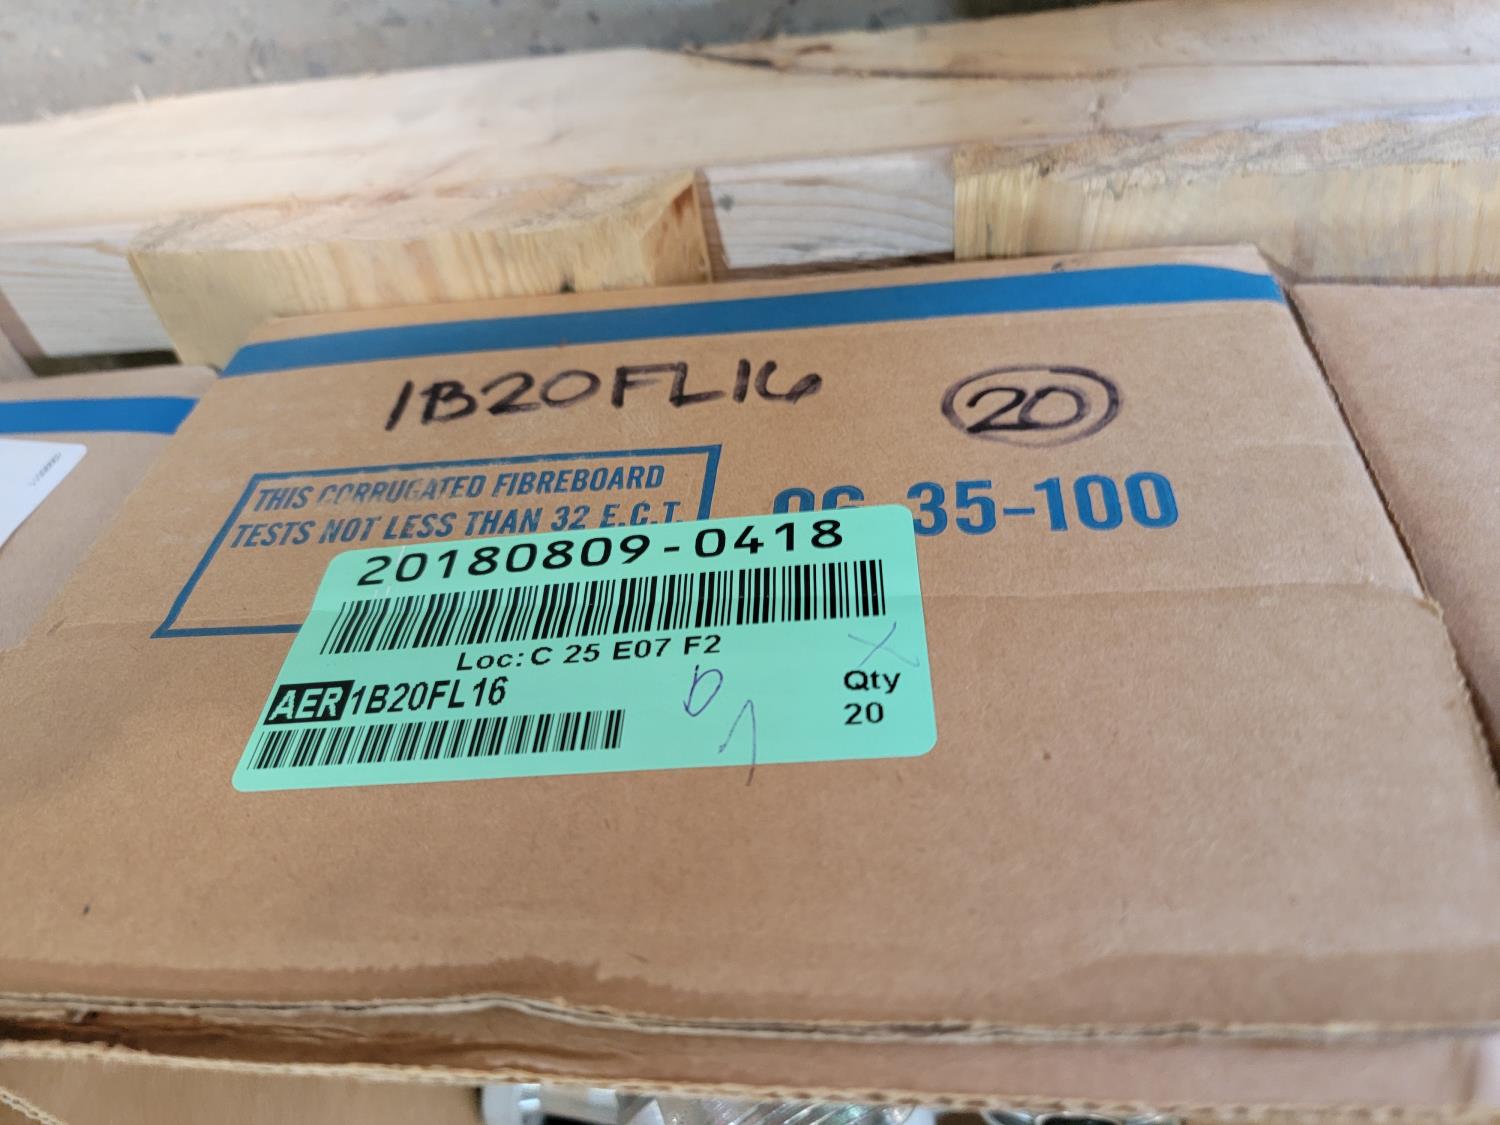 1B20FL16 20
THIS CORRUGATED FIBREBOARD
TESTS NOT LESS THAN 32 E.C.T.
35-100
20180809-0418
Loc: C 25 E07 F2
AER 1B20FL16
Qty
20